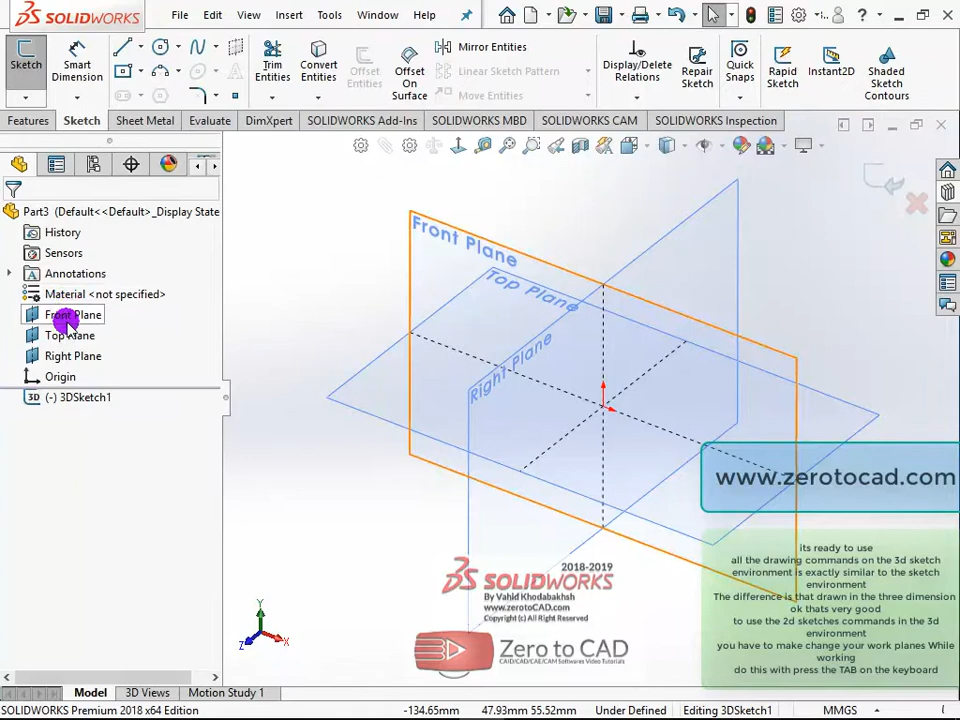 SOLIDWORKS
File Edit View Insert Tools Window Help
Sketch
Smart Dimension
Trim Entities
Convert Entities
Offset Entities
Offset On Surface
Mirror Entities
Linear Sketch Pattern
Move Entities
Display/Delete Relations
Repair Sketch
Quick Snaps
Rapid Sketch
Instant2D
Shaded Sketch Contours
Features Sketch Sheet Metal Evaluate DimXpert SOLIDWORKS Add-Ins SOLIDWORKS MBD SOLIDWORKS CAM SOLIDWORKS Inspection
Part3 (Default<<Default>_Display State
History
Sensors
Annotations
Material <not specified>
Front Plane
Top Plane
Right Plane
Origin
3D (-) 3DSketch1
Front Plane
Top Plane
Right Plane
www.zerotocad.com
its ready to use
all the drawing commands on the 3d sketch
environment is exactly similar to the sketch
environment
The difference is that drawn in the three dimension
ok thats very good
to use the 2d sketches commands in the 3d
environment
you have to make change your work planes While
working
do this with press the TAB on the keyboard
2018-2019
SOLIDWORKS
By Vahid Khodabakhsh
www.zerotoCAD.com
Copyright (c) All Right Reserved
Zero to CAD
CAID/CAD/CAE/CAM Softwares Video Tutorials
Y
Z
X
Model 3D Views Motion Study 1
SOLIDWORKS Premium 2018 x64 Edition -134.65mm 47.93mm 55.52mm Under Defined Editing 3DSketch1 MMGS